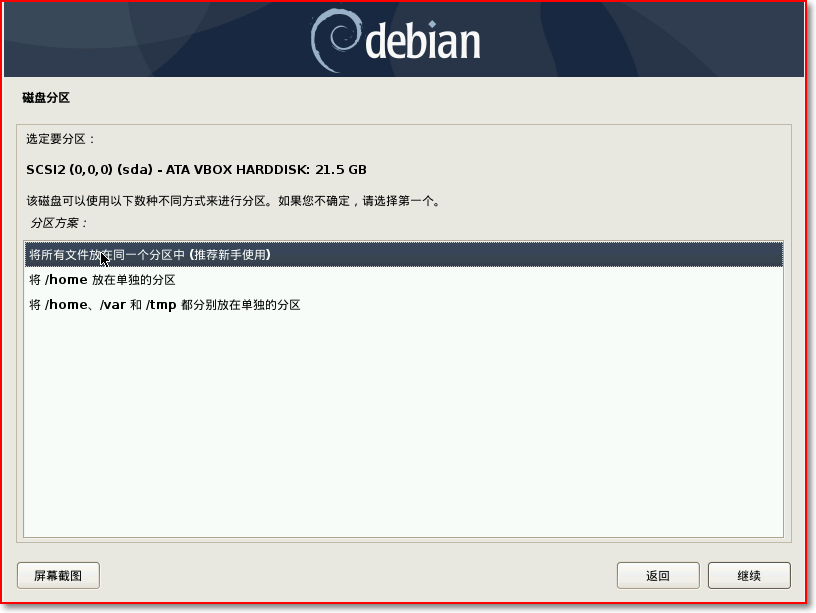 debian
磁盘分区
选定要分区：
SCSI2 (0,0,0) (sda) - ATA VBOX HARDDISK: 21.5 GB
该磁盘可以使用以下数种不同方式来进行分区。如果您不确定，请选择第一个。
分区方案：
将所有文件放在同一个分区中 (推荐新手使用)
将 /home 放在单独的分区
将 /home、/var 和 /tmp 都分别放在单独的分区
屏幕截图 返回 继续